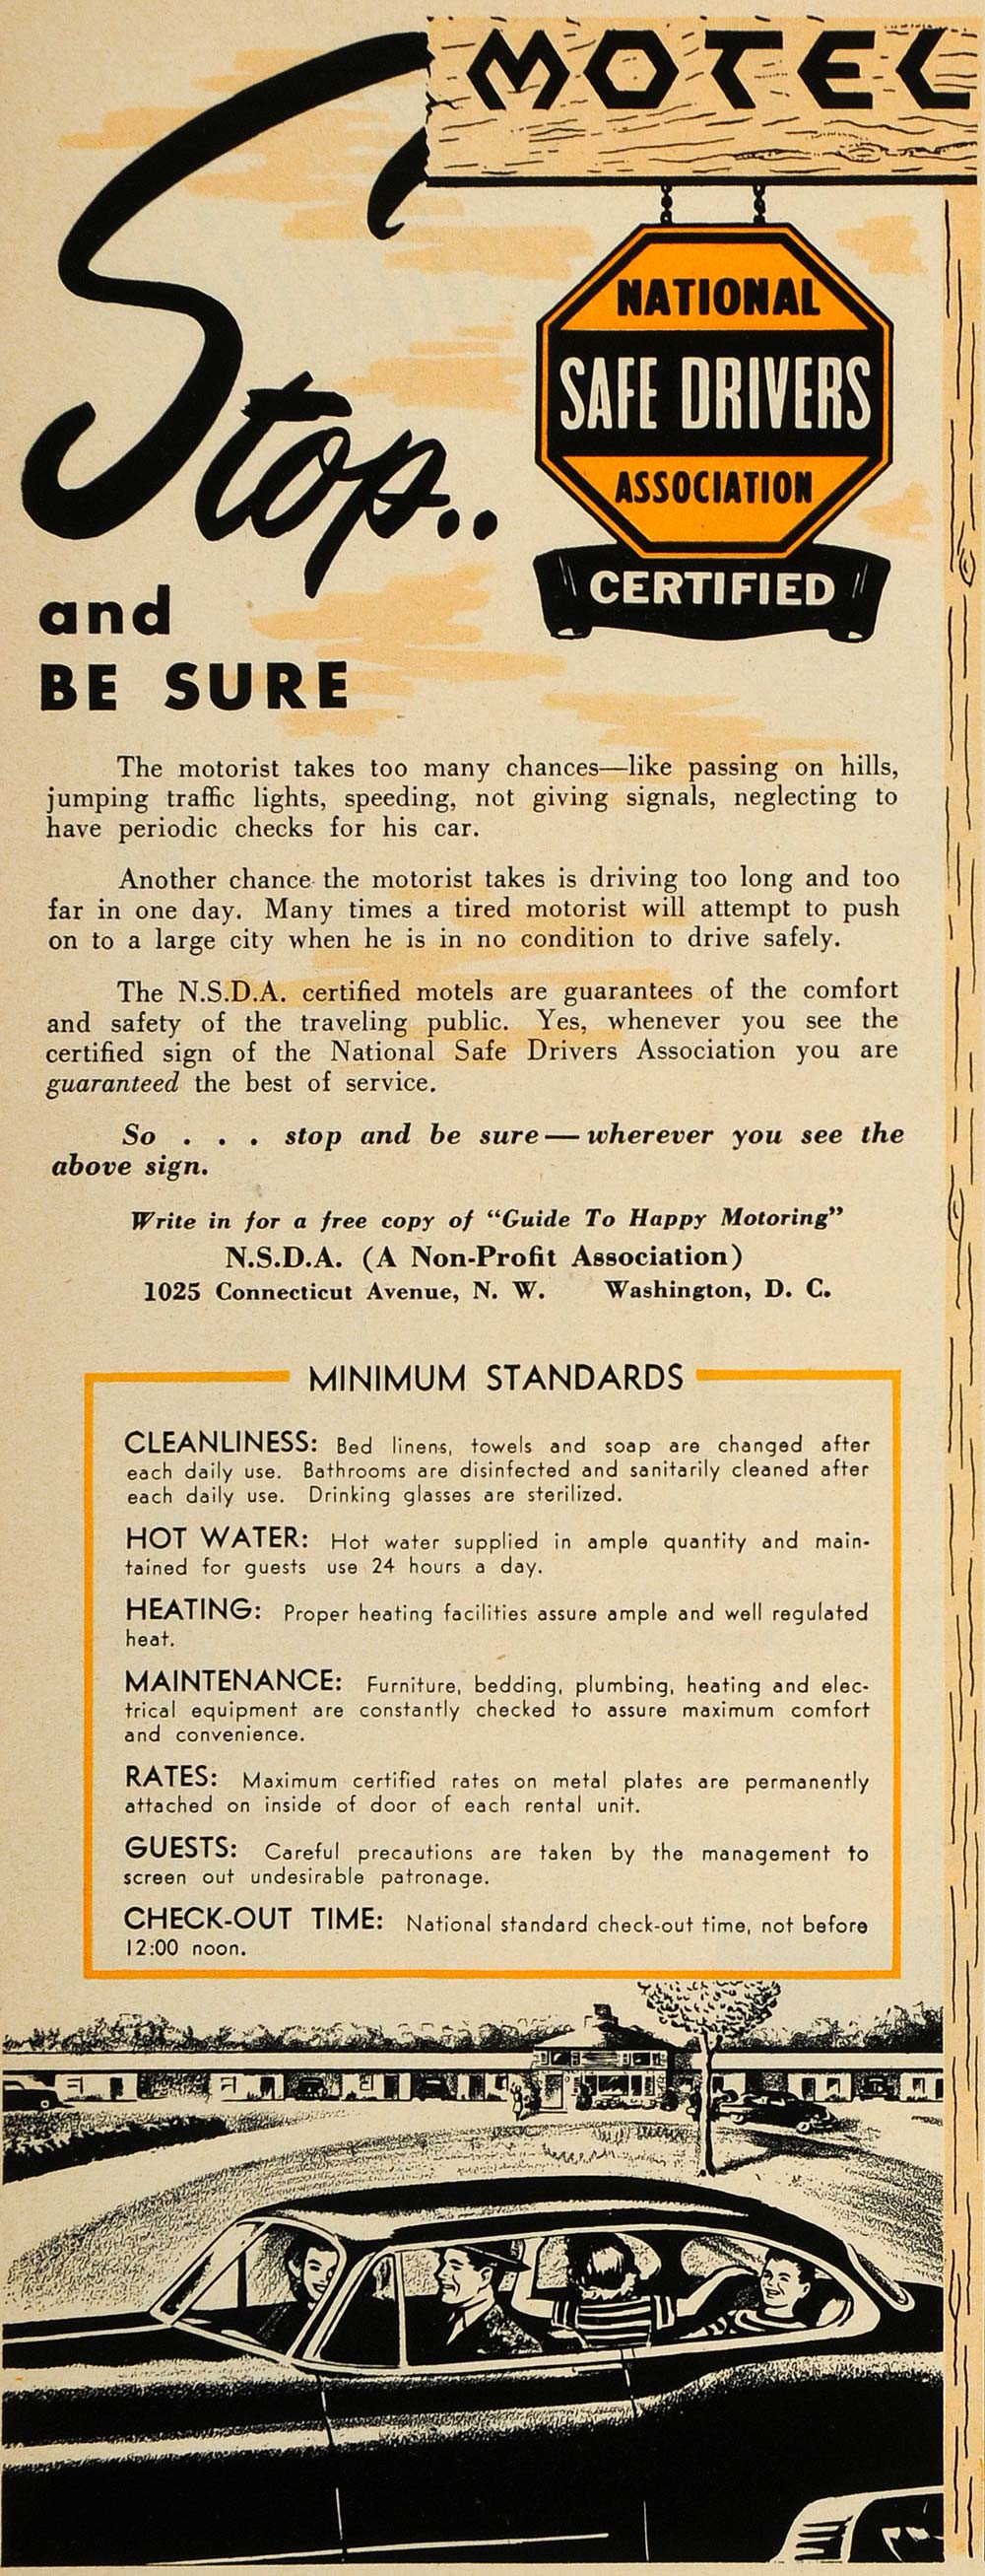 MOTEL
NATIONAL
SAFE DRIVERS
ASSOCIATION
CERTIFIED
Stop..
and
BE SURE
The motorist takes too many chances—like passing on hills,
jumping traffic lights, speeding, not giving signals, neglecting to
have periodic checks for his car.
Another chance the motorist takes is driving too long and too
far in one day. Many times a tired motorist will attempt to push
on to a large city when he is in no condition to drive safely.
The N.S.D.A. certified motels are guarantees of the comfort
and safety of the traveling public. Yes, whenever you see the
certified sign of the National Safe Drivers Association you are
guaranteed the best of service.
So . . . stop and be sure—wherever you see the
above sign.
Write in for a free copy of “Guide To Happy Motoring”
N.S.D.A. (A Non-Profit Association)
1025 Connecticut Avenue, N. W. Washington, D. C.
MINIMUM STANDARDS
CLEANLINESS: Bed linens, towels and soap are changed after
each daily use. Bathrooms are disinfected and sanitarily cleaned after
each daily use. Drinking glasses are sterilized.
HOT WATER: Hot water supplied in ample quantity and main-
tained for guests use 24 hours a day.
HEATING: Proper heating facilities assure ample and well regulated
heat.
MAINTENANCE: Furniture, bedding, plumbing, heating and elec-
trical equipment are constantly checked to assure maximum comfort
and convenience.
RATES: Maximum certified rates on metal plates are permanently
attached on inside of door of each rental unit.
GUESTS: Careful precautions are taken by the management to
screen out undesirable patronage.
CHECK-OUT TIME: National standard check-out time, not before
12:00 noon.